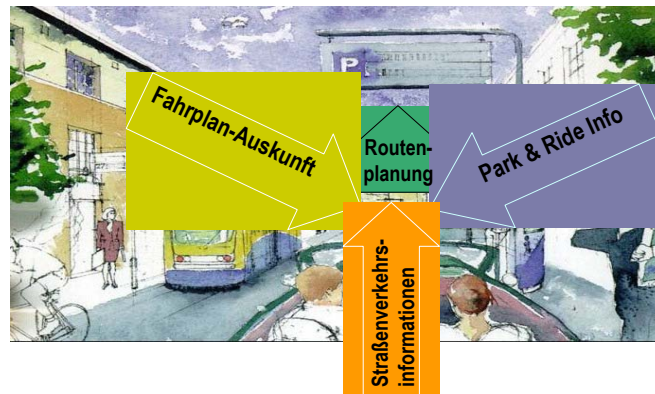 P
Fahrplan-Auskunft
Routen-
planung
Park & Ride Info
Straßenverkehrs-
informationen